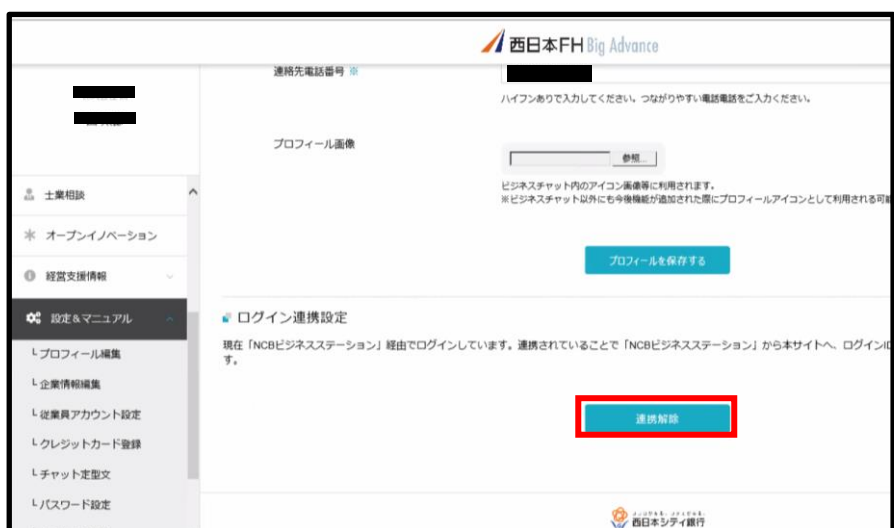 西日本FH Big Advance
連絡先電話番号 ※
ハイフンありで入力してください。つながりやすい電話電話をご入力ください。
プロフィール画像
参照...
ビジネスチャット内のアイコン画像等に利用されます。
※ビジネスチャット以外にも今後機能が追加された際にプロフィールアイコンとして利用される可能
プロフィールを保存する
士業相談
オープンイノベーション
経営支援情報
設定&マニュアル
└プロフィール編集
└企業情報編集
└従業員アカウント設定
└クレジットカード登録
└チャット定型文
└パスワード設定
ログイン連携設定
現在「NCBビジネスステーション」経由でログインしています。連携されていることで「NCBビジネスステーション」から本サイトへ、ログインID
す。
連携解除
西日本シティ銀行